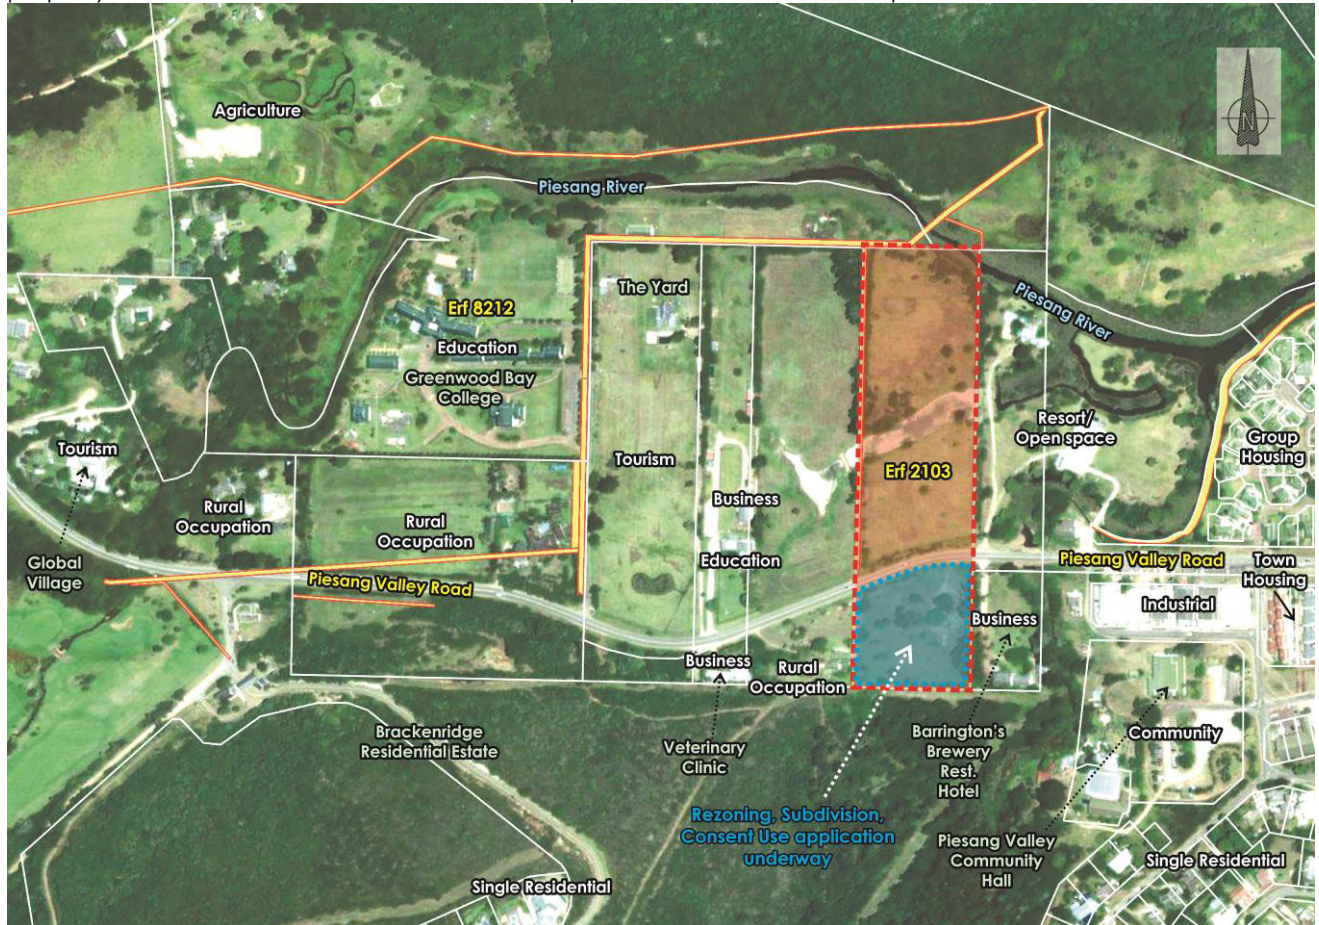 N
Agriculture
Piesang River
The Yard
Erf 8212
Education
Greenwood Bay
College
Piesang River
Resort/
Open space
Group
Housing
Tourism
Tourism
Erf 2103
Business
Rural
Occupation
Rural
Occupation
Global
Village
Piesang Valley Road
Education
Piesang Valley Road
Town
Housing
Industrial
Business
Business
Rural
Occupation
Brackenridge
Residential Estate
Veterinary
Clinic
Barrington's
Brewery
Rest.
Hotel
Community
Rezoning, Subdivision,
Consent Use application
underway
Piesang Valley
Community
Hall
Single Residential
Single Residential